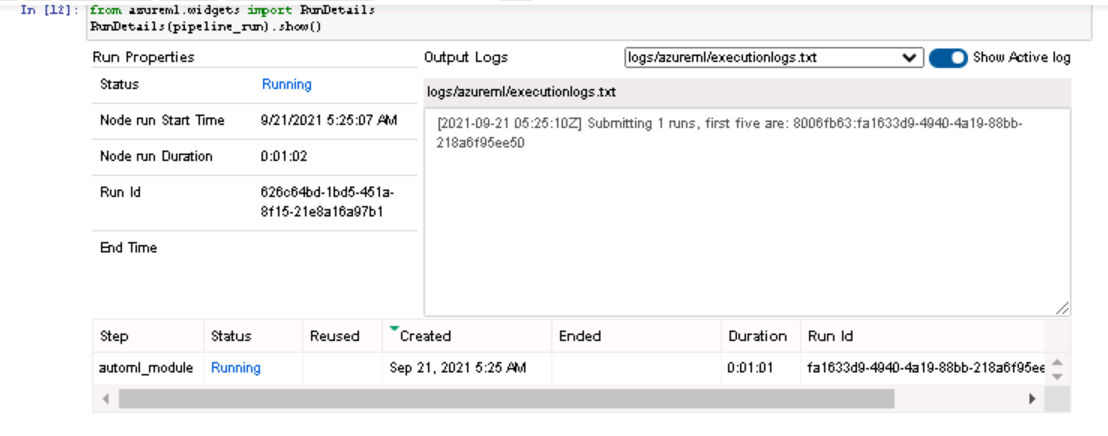 In [12]: from azureml.widgets import RunDetails
RunDetails(pipeline_run).show()
Run Properties
Status Running
Node run Start Time 9/21/2021 5:25:07 AM
Node run Duration 0:01:02
Run Id 626c64bd-1bd5-451a-
8f15-21e8a16a97b1
End Time
Output Logs logs/azureml/executionlogs.txt Show Active log
logs/azureml/executionlogs.txt
[2021-09-21 05:25:10Z] Submitting 1 runs, first five are: 8006fb63:fa1633d9-4940-4a19-88bb-
218a6f95ee50
Step Status Reused Created Ended Duration Run Id
automl_module Running Sep 21, 2021 5:25 AM 0:01:01 fa1633d9-4940-4a19-88bb-218a6f95ee